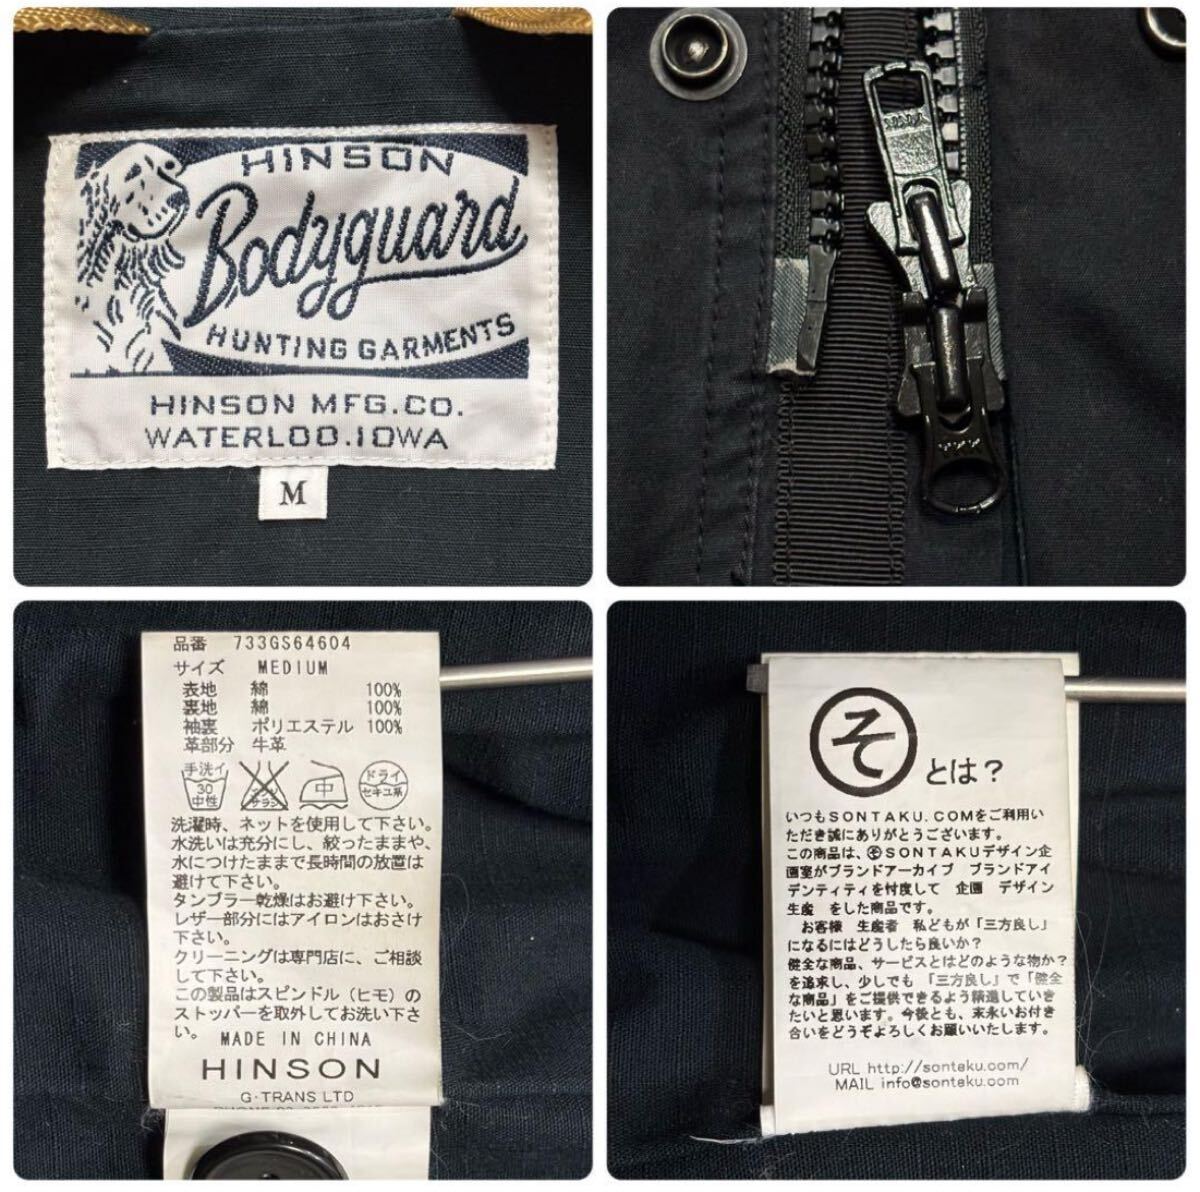 HINSON
Bodyguard
HUNTING GARMENTS
HINSON MFG.CO.
WATERLOO.IOWA
M
YKK
品番 733GS64604
サイズ MEDIUM
表地 綿 100%
裏地 綿 100%
袖裏 ポリエステル 100%
革部分 牛革
手洗イ
30
中性
エンソ
サラシ
中
ドライ
セキユ系
洗濯時、ネットを使用して下さい。
水洗いは充分にし、絞ったままや、
水につけたままで長時間の放置は
避けて下さい。
タンブラー乾燥はお避け下さい。
レザー部分にはアイロンはおさけ
下さい。
クリーニングは専門店に、ご相談
して下さい。
この製品はスピンドル（ヒモ）の
ストッパーを取外してお洗い下さ
い。
MADE IN CHINA
HINSON
G・TRANS LTD
そ とは？
いつもSONTAKU.COMをご利用い
ただき誠にありがとうございます。
この商品は、そSONTAKUデザイン企
画室がブランドアーカイブ ブランドアイ
デンティティを忖度して 企画 デザイン
生産 をした商品です。
お客様 生産者 私どもが「三方良し」
になるにはどうしたら良いか？
健全な商品、サービスとはどのような物か？
を追求し、少しでも「三方良し」で「健全
な商品」をご提供できるよう精進していき
たいと思います。今後とも、末永いお付き
合いをどうぞよろしくお願いいたします。
URL http://sontaku.com/
MAIL info@sontaku.com